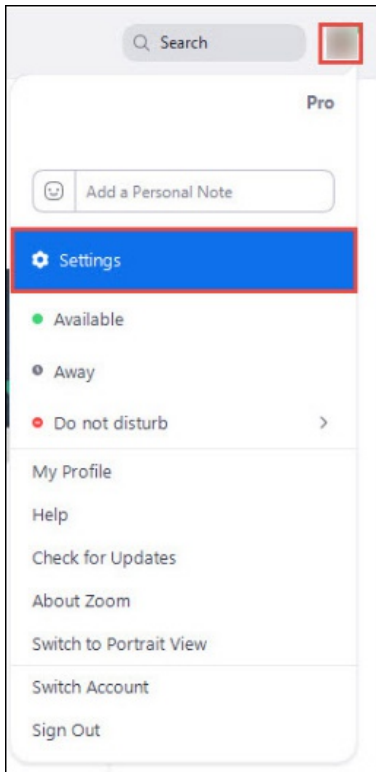 Search
Pro
Add a Personal Note
Settings
Available
Away
Do not disturb
My Profile
Help
Check for Updates
About Zoom
Switch to Portrait View
Switch Account
Sign Out